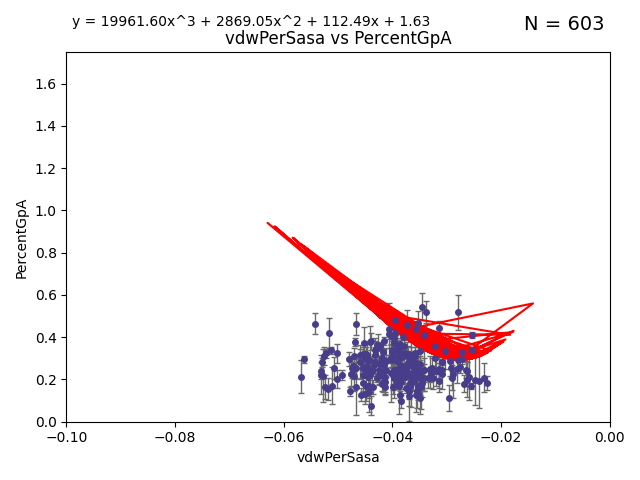 y = 19961.60x^3 + 2869.05x^2 + 112.49x + 1.63
N = 603
vdwPerSasa vs PercentGpA
PercentGpA
1.6
1.4
1.2
1.0
0.8
0.6
0.4
0.2
0.0
−0.10 −0.08 −0.06 −0.04 −0.02 0.00
vdwPerSasa